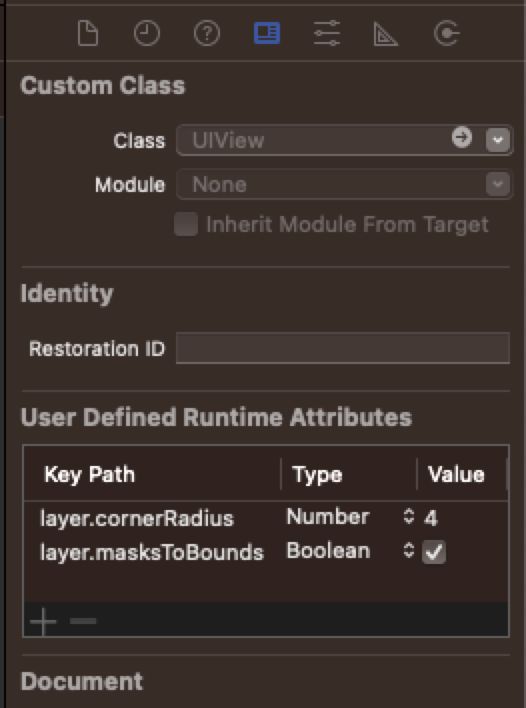 Custom Class
Class UIView
Module None
Inherit Module From Target
Identity
Restoration ID
User Defined Runtime Attributes
Key Path Type Value
layer.cornerRadius Number 4
layer.masksToBounds Boolean
Document